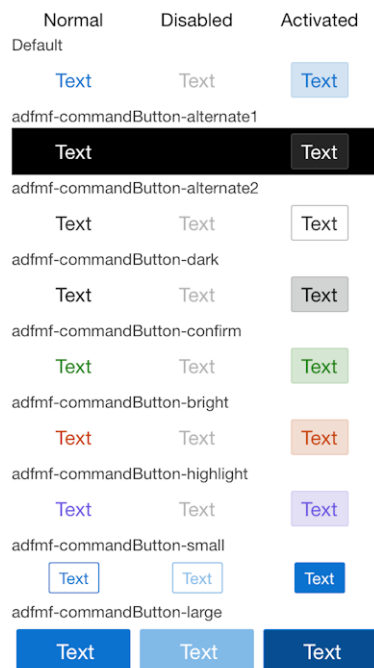 Normal Disabled Activated
Default
Text Text Text
adfmf-commandButton-alternate1
Text Text
adfmf-commandButton-alternate2
Text Text Text
adfmf-commandButton-dark
Text Text Text
adfmf-commandButton-confirm
Text Text Text
adfmf-commandButton-bright
Text Text Text
adfmf-commandButton-highlight
Text Text Text
adfmf-commandButton-small
Text Text Text
adfmf-commandButton-large
Text Text Text